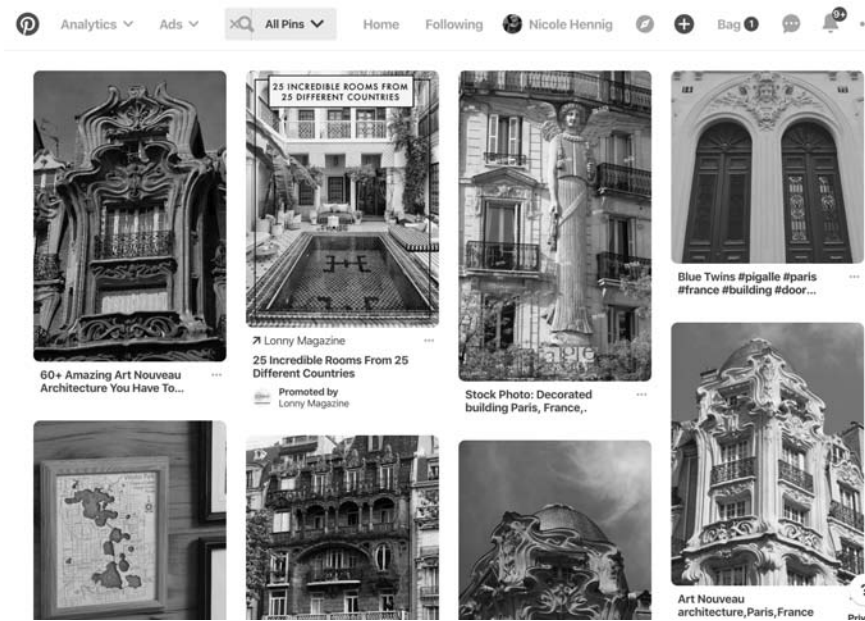 Analytics
Ads
All Pins
Home
Following
Nicole Hennig
Bag 1
9+
25 INCREDIBLE ROOMS FROM
25 DIFFERENT COUNTRIES
60+ Amazing Art Nouveau
Architecture You Have To...
Lonny Magazine
25 Incredible Rooms From 25
Different Countries
Promoted by
Lonny Magazine
Stock Photo: Decorated
building Paris, France,.
Blue Twins #pigalle #paris
#france #building #door...
Art Nouveau
architecture,Paris,France